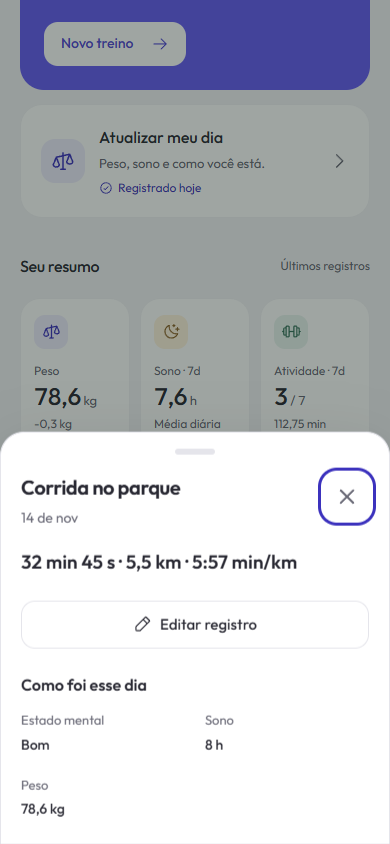 Novo treino
Atualizar meu dia
Peso, sono e como você está.
Registrado hoje
Seu resumo
Últimos registros
Peso
78,6 kg
-0,3 kg
Sono · 7d
7,6 h
Média diária
Atividade · 7d
3 / 7
112,75 min
Corrida no parque
14 de nov
32 min 45 s · 5,5 km · 5:57 min/km
Editar registro
Como foi esse dia
Estado mental
Sono
Bom
8 h
Peso
78,6 kg